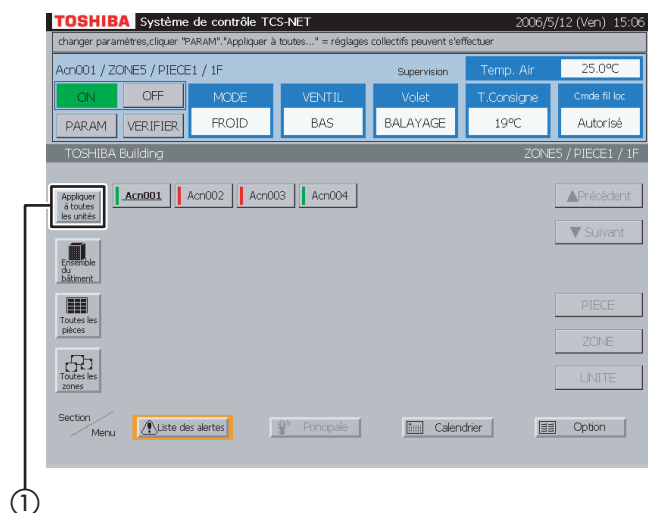 TOSHIBA Système de contrôle TCS-NET 2006/5/12 (Ven) 15:06
changer paramètres,cliquer "PARAM"."Appliquer à toutes..." = réglages collectifs peuvent s'effectuer
Acn001 / ZONE5 / PIECE1 / 1F Supervision Temp. Air 25.0°C
ON OFF MODE VENTIL Volet T.Consigne Cmde fil loc
PARAM VERIFIER FROID BAS BALAYAGE 19°C Autorisé
TOSHIBA Building ZONE5 / PIECE1 / 1F
Appliquer
à toutes
les unités
Acn001 Acn002 Acn003 Acn004 ▲Précédent
▼ Suivant
Ensemble
du
bâtiment
Toutes les
pièces
PIECE
ZONE
Toutes les
zones
UNITE
Section / Menu
Liste des alertes Principale Calendrier Option
①